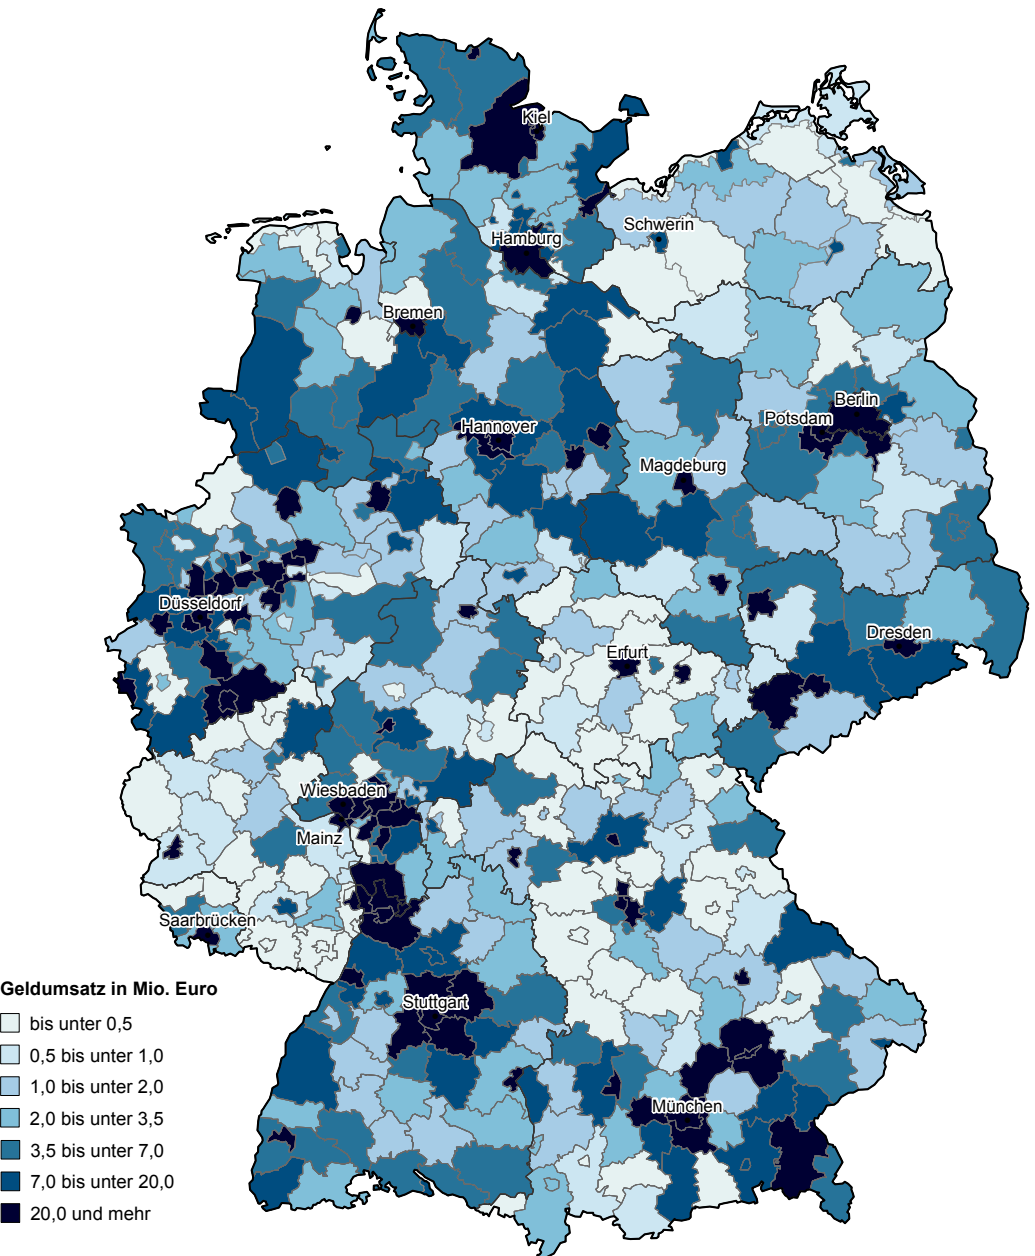 Kiel
Schwerin
Hamburg
Bremen
Berlin
Potsdam
Hannover
Magdeburg
Düsseldorf
Dresden
Erfurt
Wiesbaden
Mainz
Saarbrücken
Stuttgart
München
Geldumsatz in Mio. Euro
bis unter 0,5
0,5 bis unter 1,0
1,0 bis unter 2,0
2,0 bis unter 3,5
3,5 bis unter 7,0
7,0 bis unter 20,0
20,0 und mehr